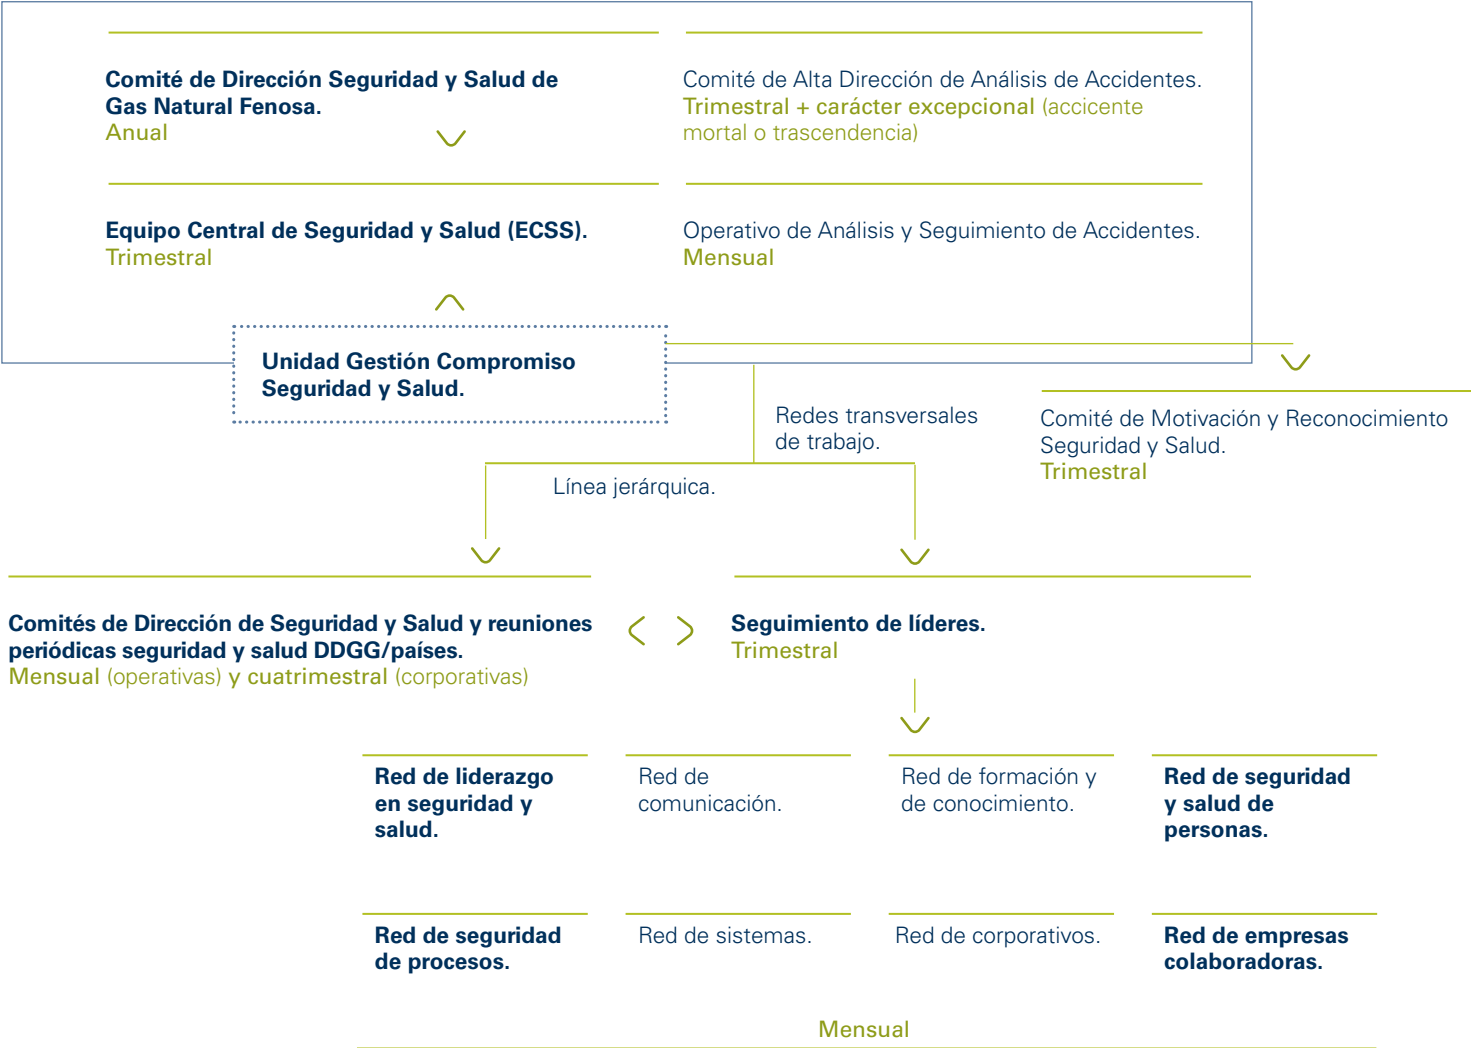 Comité de Dirección Seguridad y Salud de
Gas Natural Fenosa.
Anual
Comité de Alta Dirección de Análisis de Accidentes.
Trimestral + carácter excepcional (accicente
mortal o trascendencia)
Equipo Central de Seguridad y Salud (ECSS).
Trimestral
Operativo de Análisis y Seguimiento de Accidentes.
Mensual
Unidad Gestión Compromiso
Seguridad y Salud.
Redes transversales
de trabajo.
Comité de Motivación y Reconocimiento
Seguridad y Salud.
Trimestral
Línea jerárquica.
Comités de Dirección de Seguridad y Salud y reuniones
periódicas seguridad y salud DDGG/países.
Mensual (operativas) y cuatrimestral (corporativas)
Seguimiento de líderes.
Trimestral
Red de liderazgo
en seguridad y
salud.
Red de
comunicación.
Red de formación y
de conocimiento.
Red de seguridad
y salud de
personas.
Red de seguridad
de procesos.
Red de sistemas.
Red de corporativos.
Red de empresas
colaboradoras.
Mensual